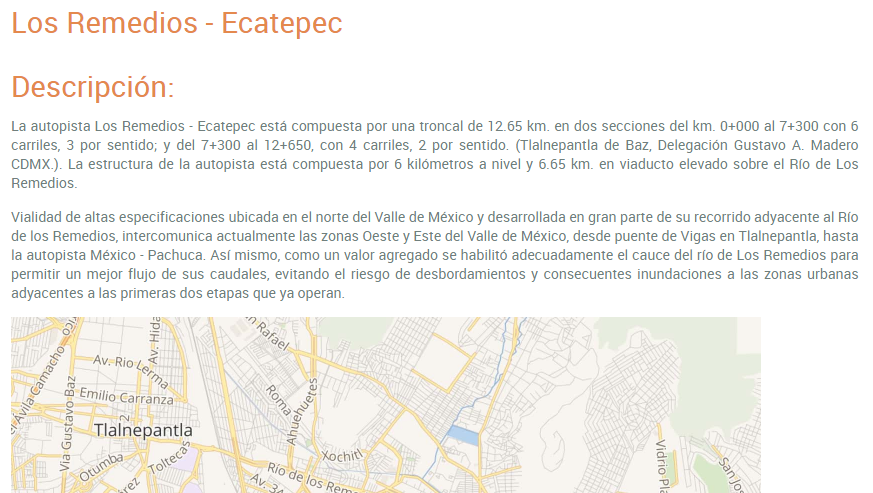 Los Remedios - Ecatepec
Descripción:
La autopista Los Remedios - Ecatepec está compuesta por una troncal de 12.65 km. en dos secciones del km. 0+000 al 7+300 con 6
carriles, 3 por sentido; y del 7+300 al 12+650, con 4 carriles, 2 por sentido. (Tlalnepantla de Baz, Delegación Gustavo A. Madero
CDMX.). La estructura de la autopista está compuesta por 6 kilómetros a nivel y 6.65 km. en viaducto elevado sobre el Río de Los
Remedios.
Vialidad de altas especificaciones ubicada en el norte del Valle de México y desarrollada en gran parte de su recorrido adyacente al Río
de los Remedios, intercomunica actualmente las zonas Oeste y Este del Valle de México, desde puente de Vigas en Tlalnepantla, hasta
la autopista México - Pachuca. Así mismo, como un valor agregado se habilitó adecuadamente el cauce del río de Los Remedios para
permitir un mejor flujo de sus caudales, evitando el riesgo de desbordamientos y consecuentes inundaciones a las zonas urbanas
adyacentes a las primeras dos etapas que ya operan.
Av. Hida
n Rafael
Av. Rio Lerma
Avila Camacho
Via Gustavo Baz
Emilio Carranza
2
Roma
Ahuehuetes
Tlalnepantla
Toltecas
Otumba
Xochitl
Rio de los Reme
Av. 3A
Vidrio Pla
San Jos